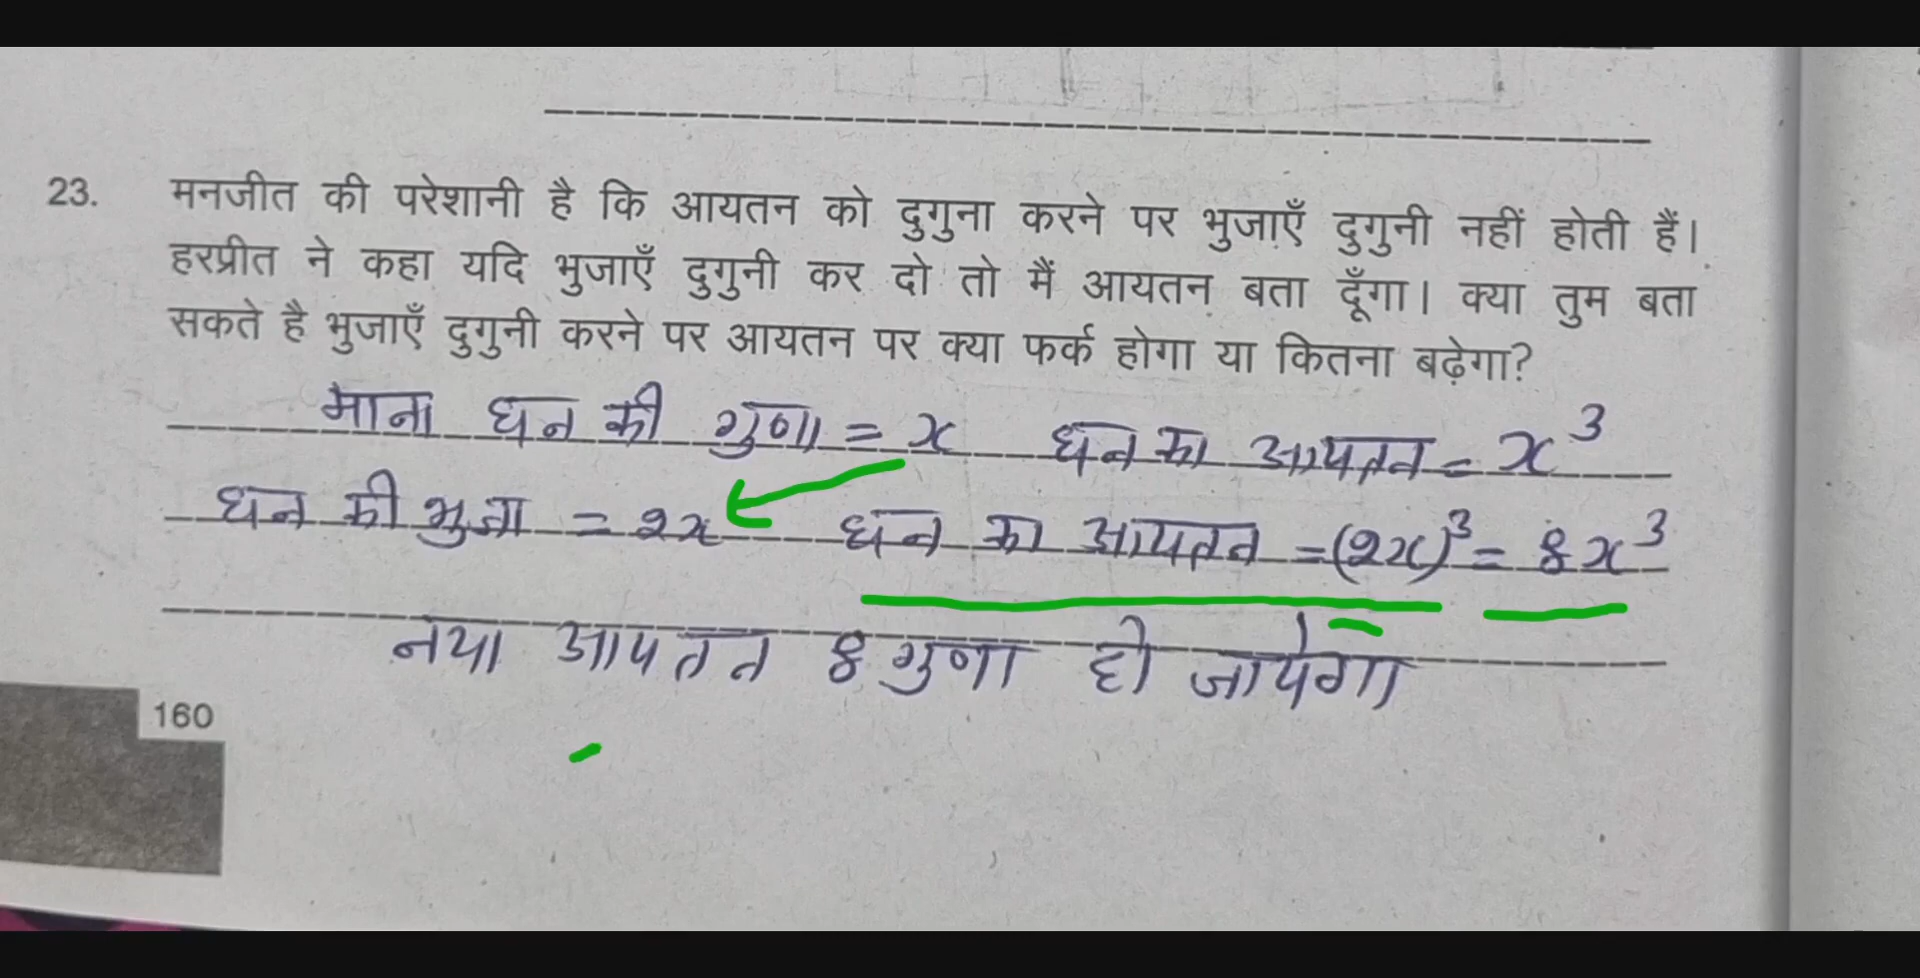 23. मनजीत की परेशानी है कि आयतन को दुगुना करने पर भुजाएँ दुगुनी नहीं होती हैं।
हरप्रीत ने कहा यदि भुजाएँ दुगुनी कर दो तो मैं आयतन बता दूँगा। क्या तुम बता
सकते है भुजाएँ दुगुनी करने पर आयतन पर क्या फर्क होगा या कितना बढ़ेगा?
माना घन की गुणा = x घन का आयतन = x³
घन की भुजा = 2x घन का आयतन = (2x)³ = 8x³
नया आयतन 8 गुणा हो जायेगा
160